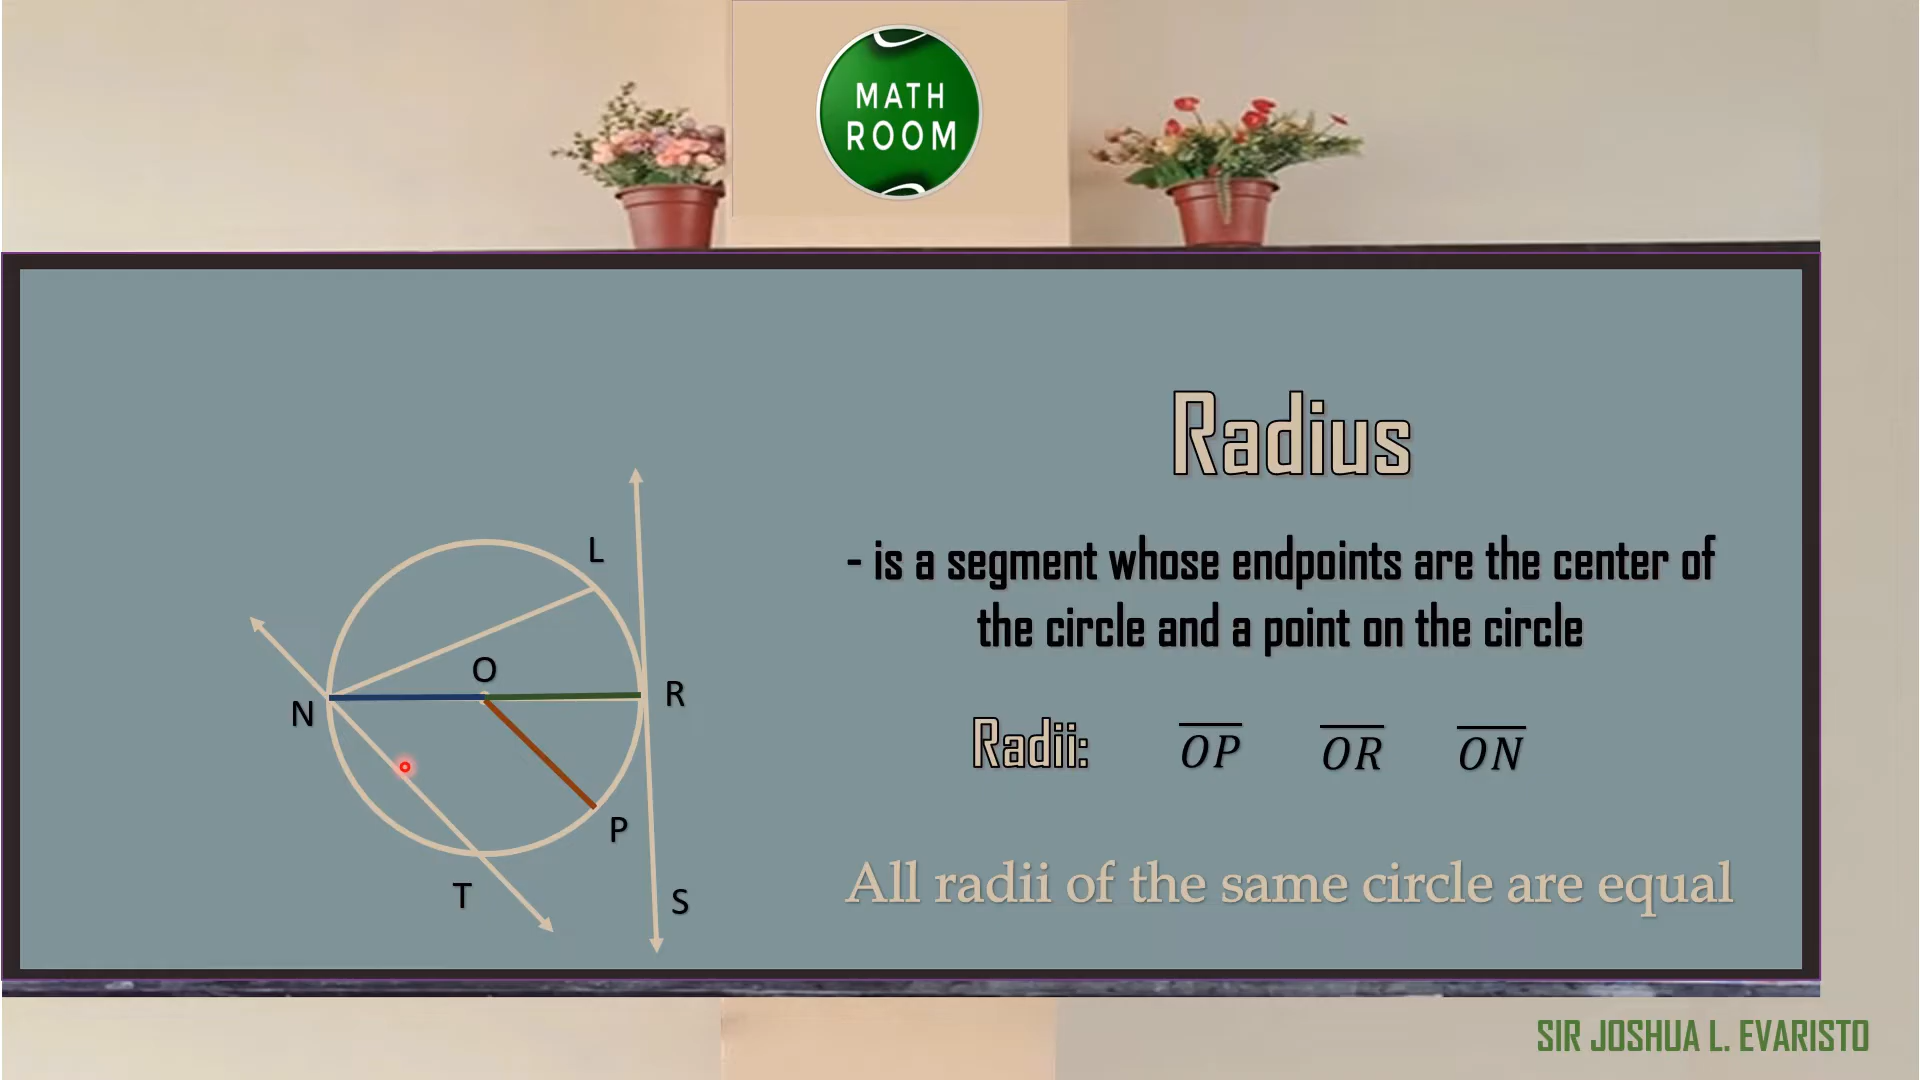 MATH
ROOM
Radius
- is a segment whose endpoints are the center of
the circle and a point on the circle
L
O
N
R
P
T
S
Radii: OP OR ON
All radii of the same circle are equal
SIR JOSHUA L. EVARISTO